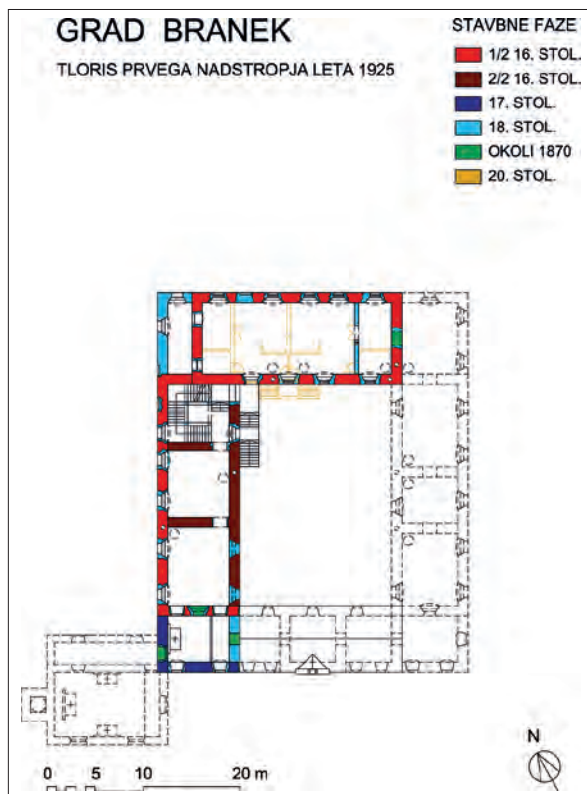 GRAD BRANEK
TLORIS PRVEGA NADSTROPJA LETA 1925
STAVBNE FAZE
1/2 16. STOL.
2/2 16. STOL.
17. STOL.
18. STOL.
OKOLI 1870
20. STOL.
N
0 5 10 20 m